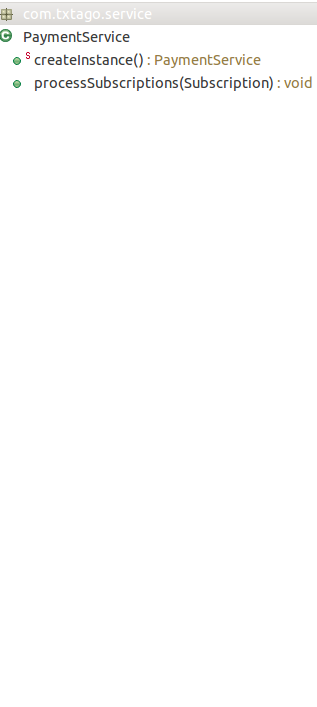 com.txtago.service
PaymentService
S createInstance() : PaymentService
processSubscriptions(Subscription) : void